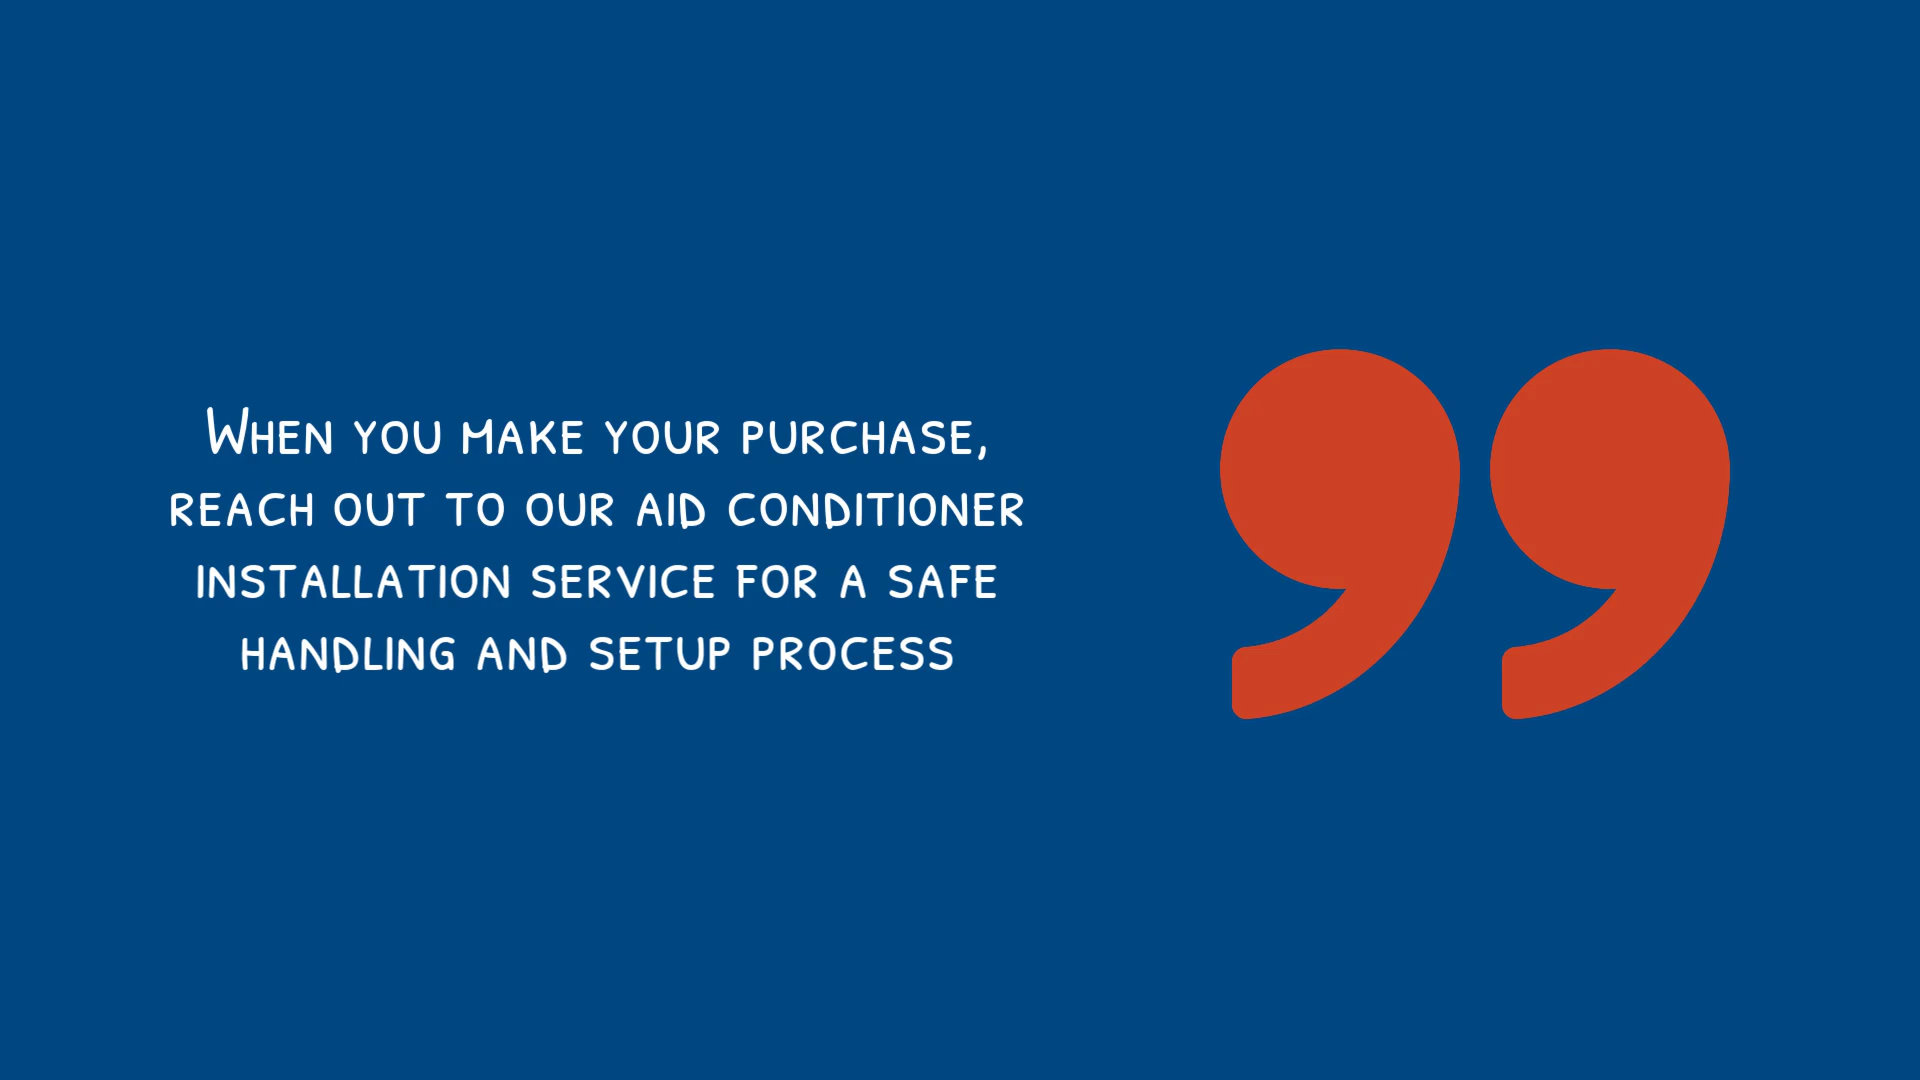 When you make your purchase,
reach out to our aid conditioner
installation service for a safe
handling and setup process